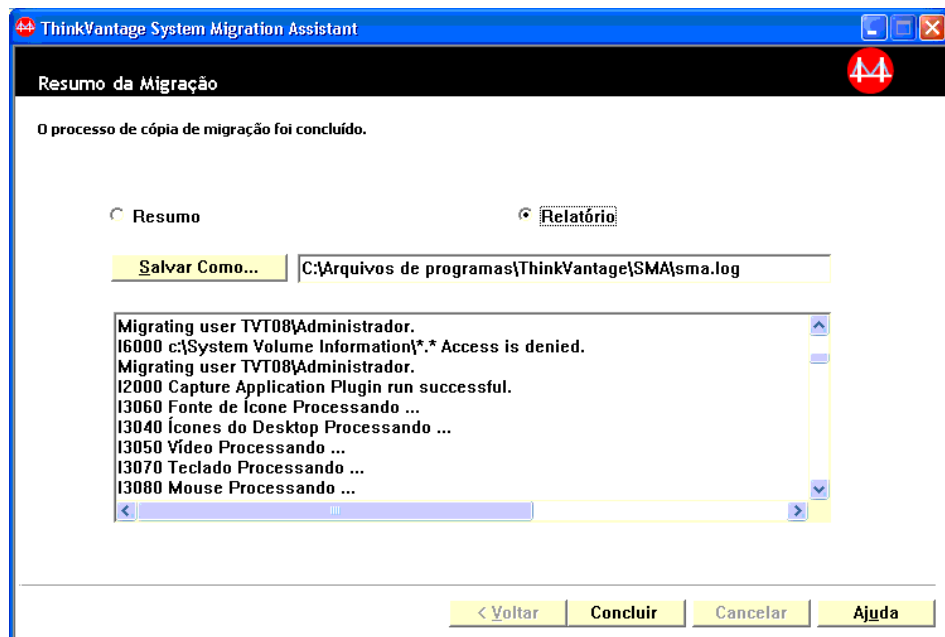 ThinkVantage System Migration Assistant
Resumo da Migração
O processo de cópia de migração foi concluído.
Resumo
Relatório
Salvar Como...
C:\Arquivos de programas\ThinkVantage\SMA\sma.log
Migrating user TVT08\Administrador.
I6000 c:\System Volume Information\*.* Access is denied.
Migrating user TVT08\Administrador.
I2000 Capture Application Plugin run successful.
I3060 Fonte de Ícone Processando ...
I3040 Ícones do Desktop Processando ...
I3050 Vídeo Processando ...
I3070 Teclado Processando ...
I3080 Mouse Processando ...
< Voltar
Concluir
Cancelar
Ajuda